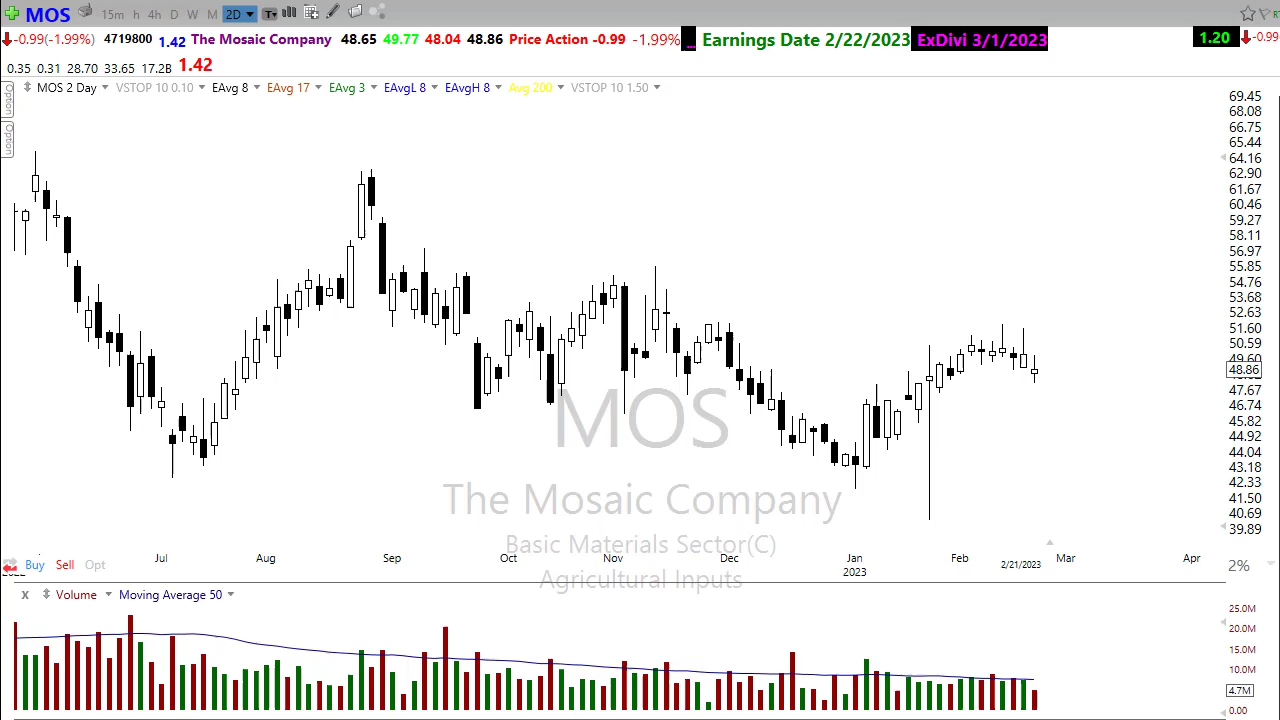 MOS 15m h 4h D W M 2D
-0.99(-1.99%) 4719800 1.42 The Mosaic Company 48.65 49.77 48.04 48.86 Price Action -0.99 -1.99% ... Earnings Date 2/22/2023 ExDivi 3/1/2023 1.20 -0.99
0.35 0.31 28.70 33.65 17.2B 1.42
Option
Option
MOS 2 Day VSTOP 10 0.10 EAvg 8 EAvg 17 EAvg 3 EAvgL 8 EAvgH 8 Avg 200 VSTOP 10 1.50
69.45
68.08
66.75
65.44
64.16
62.90
61.67
60.46
59.27
58.11
56.97
55.85
54.76
53.68
52.63
51.60
50.59
49.60
48.86
47.67
46.74
45.82
44.92
44.04
43.18
42.33
41.50
40.69
39.89
MOS
The Mosaic Company
Basic Materials Sector(C)
Agricultural Inputs
Jul Aug Sep Oct Nov Dec Jan Feb Mar Apr
2023 2/21/2023
Buy Sell Opt
2%
x Volume Moving Average 50
25.0M
20.0M
15.0M
10.0M
4.7M
0.00